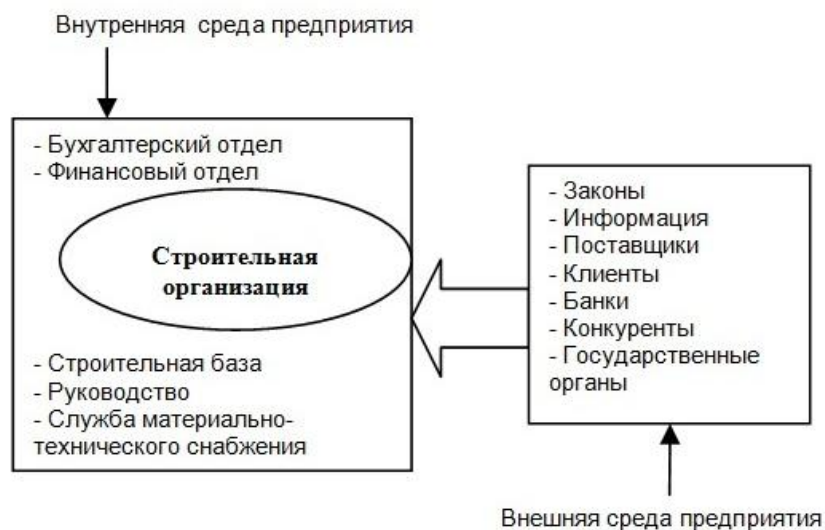 Внутренняя среда предприятия
- Бухгалтерский отдел
- Финансовый отдел
Строительная
организация
- Строительная база
- Руководство
- Служба материально-
технического снабжения
- Законы
- Информация
- Поставщики
- Клиенты
- Банки
- Конкуренты
- Государственные
органы
Внешняя среда предприятия